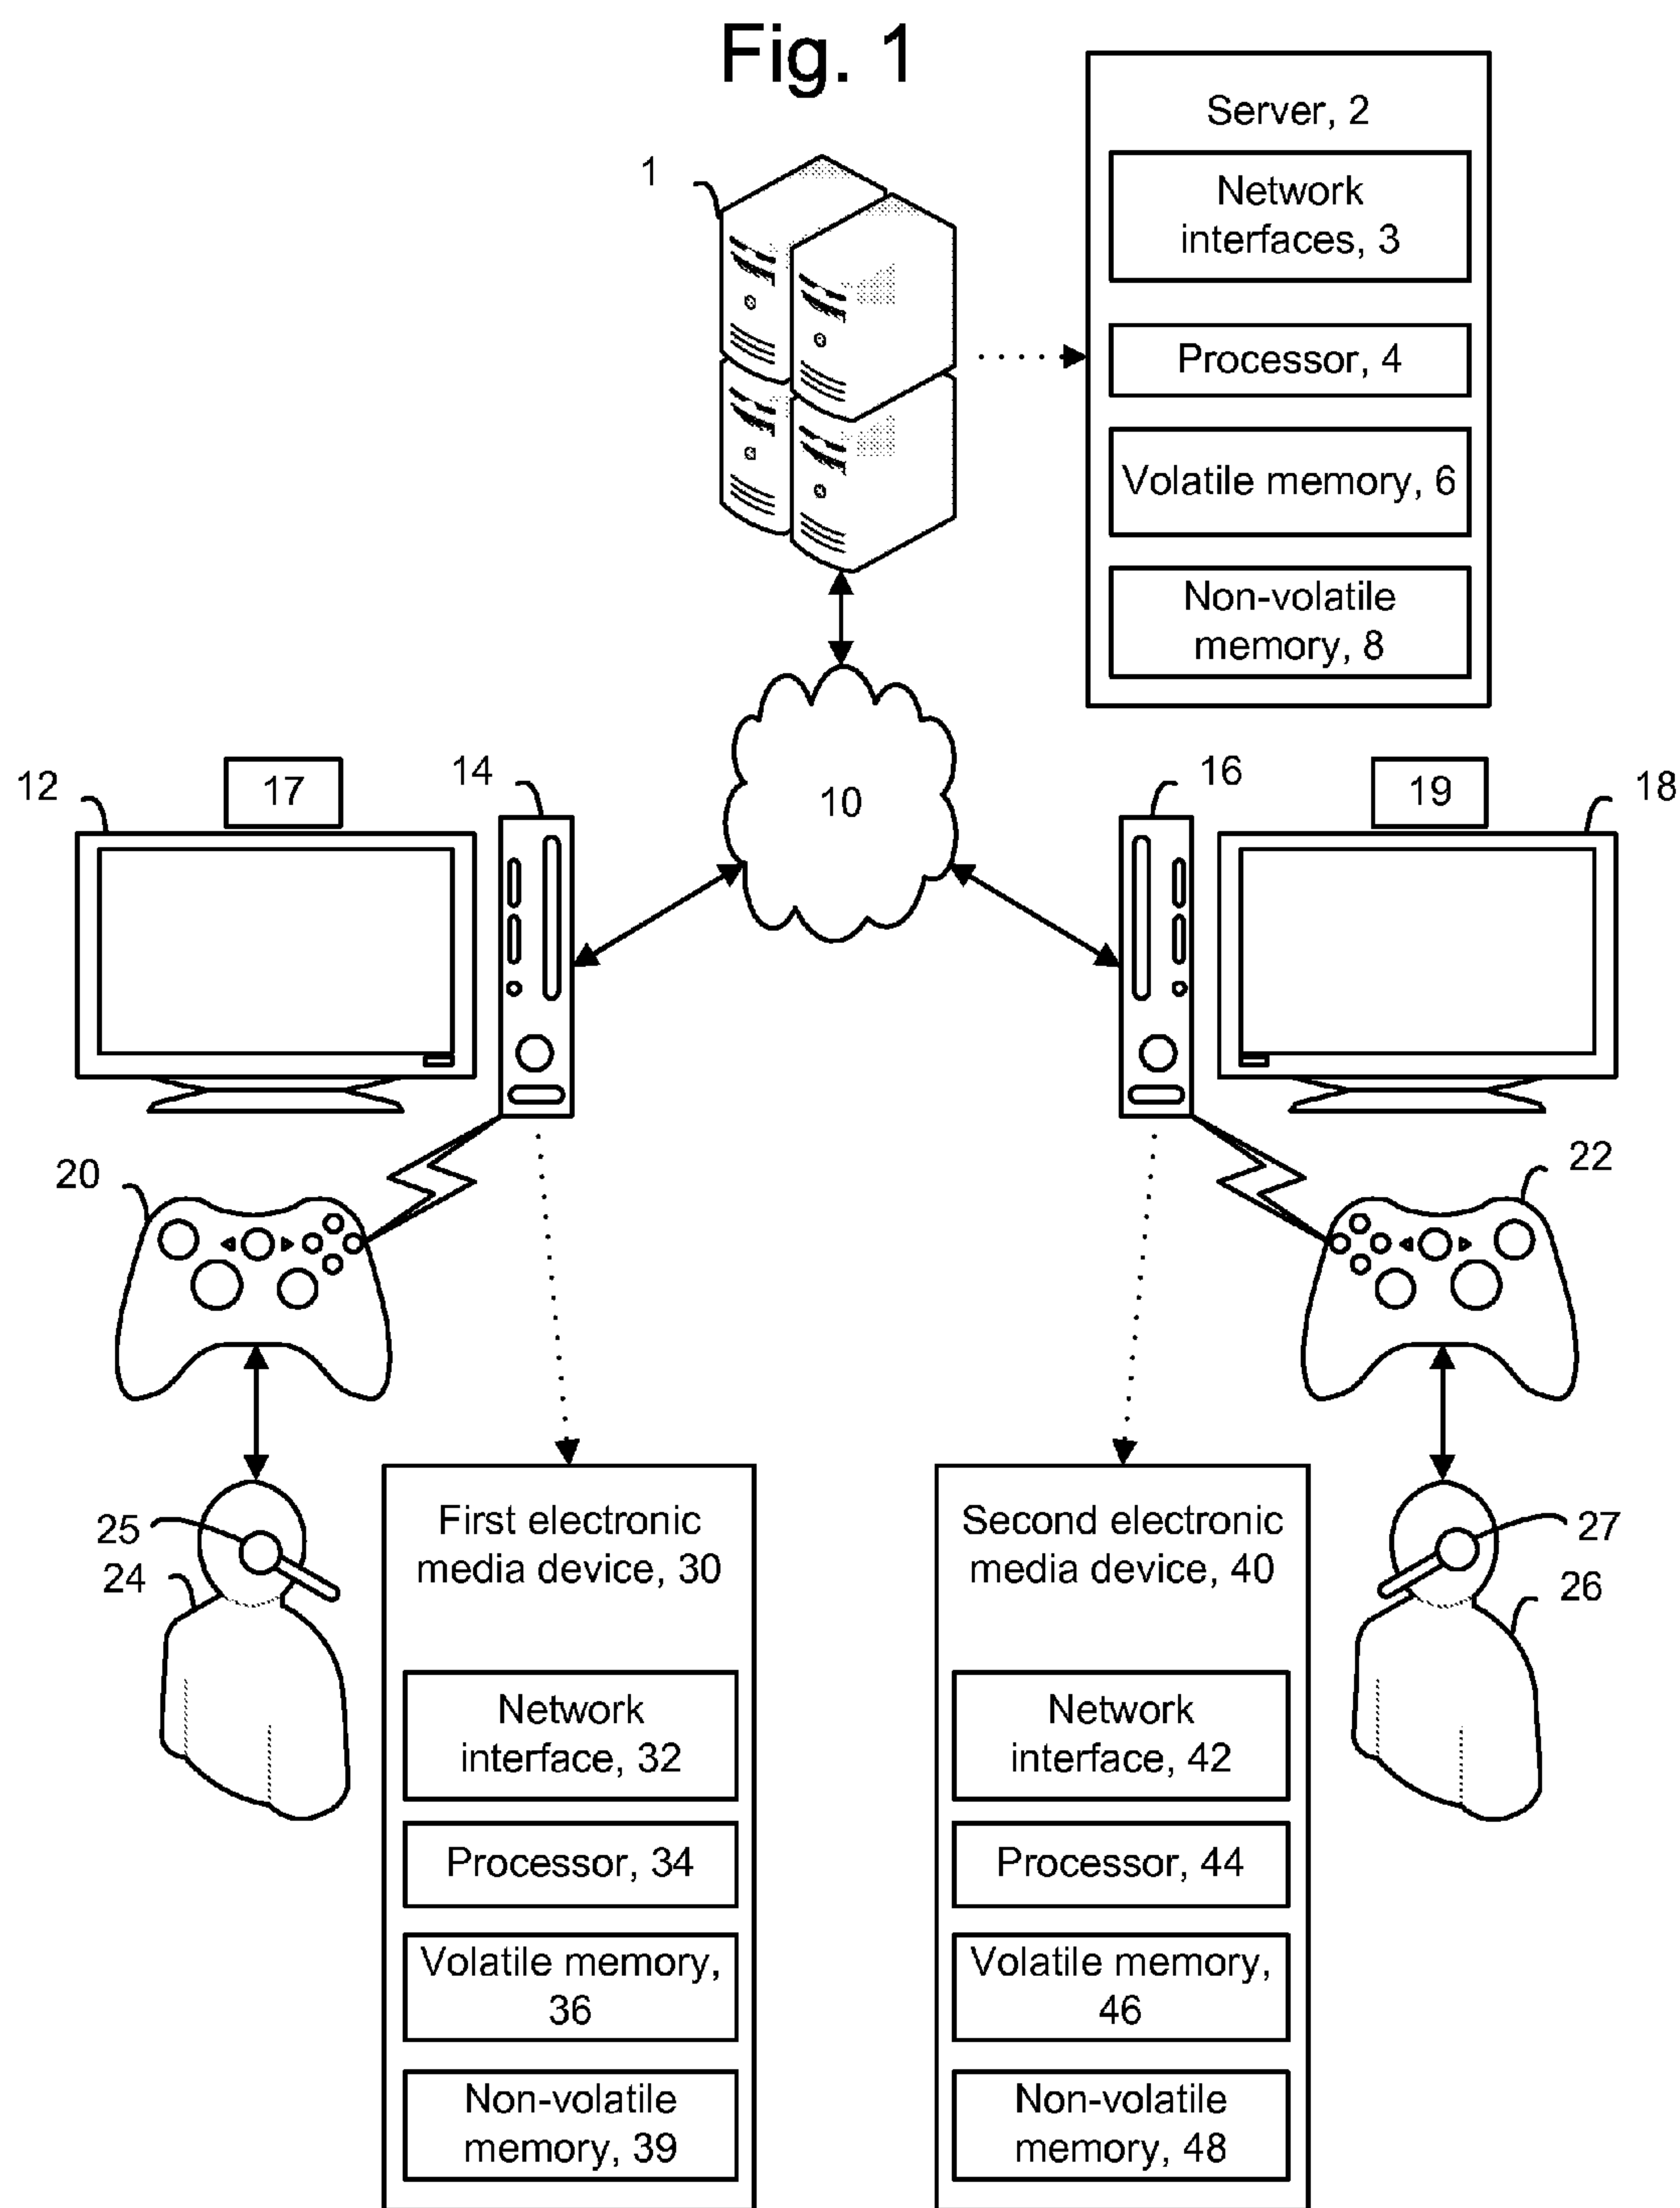 Fig. 1
Server, 2
1
Network
interfaces, 3
Processor, 4
Volatile memory, 6
Non-volatile
memory, 8
12
17
14
10
16
19
18
20
22
25
24
First electronic
media device, 30
Network
interface, 32
Processor, 34
Volatile memory,
36
Non-volatile
memory, 39
Second electronic
media device, 40
Network
interface, 42
Processor, 44
Volatile memory,
46
Non-volatile
memory, 48
27
26